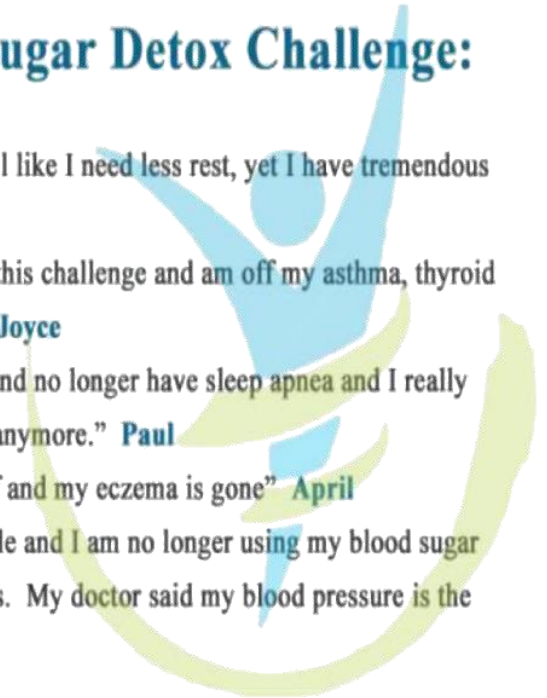 ugar Detox Challenge:
l like I need less rest, yet I have tremendous
his challenge and am off my asthma, thyroid
Joyce
nd no longer have sleep apnea and I really
anymore.” Paul
and my eczema is gone” April
le and I am no longer using my blood sugar
s. My doctor said my blood pressure is the